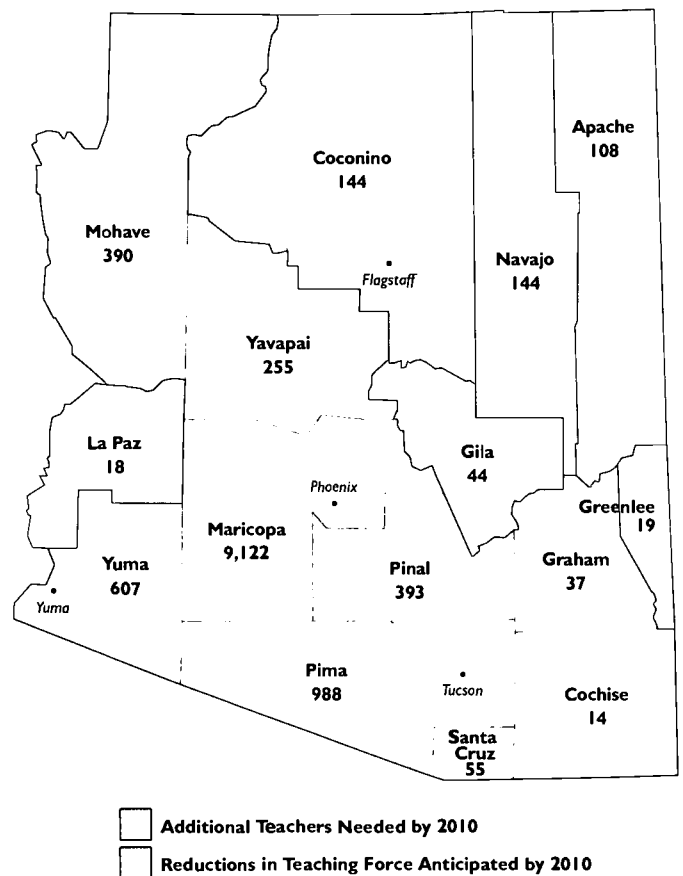 Apache
108
Coconino
144
Mohave
390
Navajo
144
Flagstaff
Yavapai
255
La Paz
18
Gila
44
Phoenix
Greenlee
19
Maricopa
9,122
Yuma
607
Pinal
393
Graham
37
Yuma
Pima
988
Tucson
Cochise
14
Santa
Cruz
55
Additional Teachers Needed by 2010
Reductions in Teaching Force Anticipated by 2010